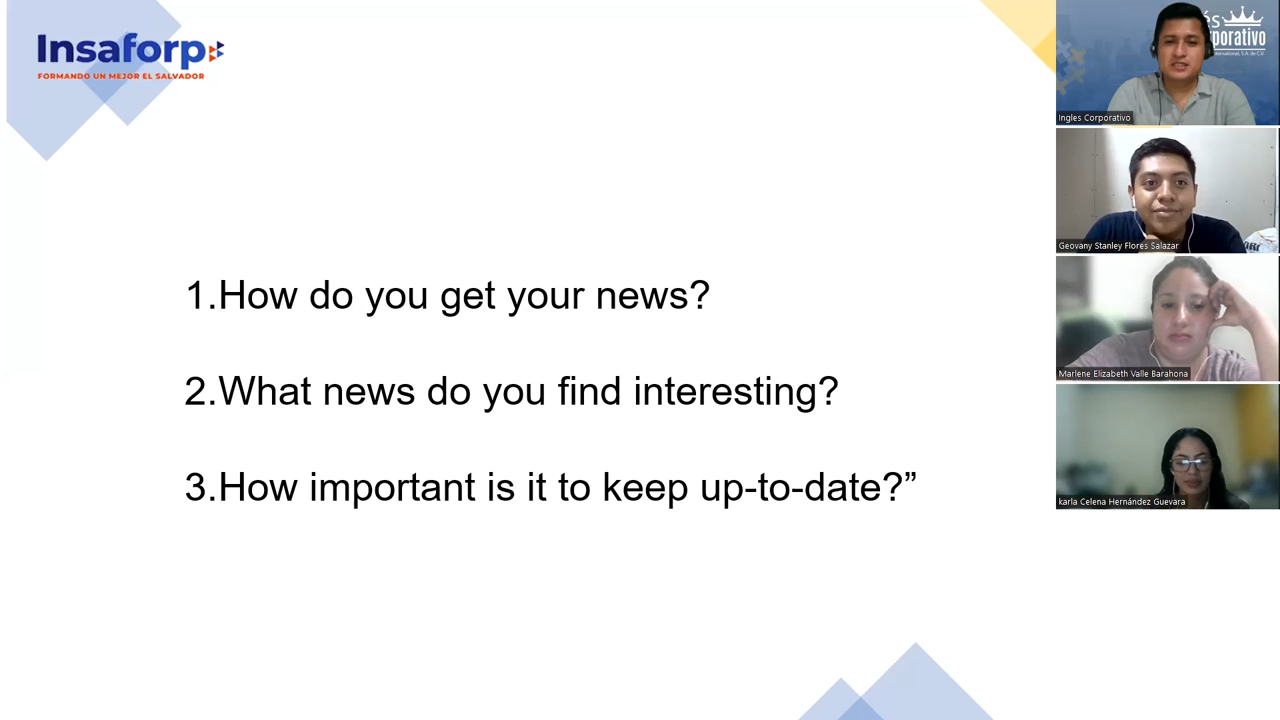 Insaforp
FORMANDO UN MEJOR EL SALVADOR
1.How do you get your news?
2.What news do you find interesting?
3.How important is it to keep up-to-date?”
Ingles Corporativo
Geovany Stanley Flores Salazar
Marlene Elizabeth Valle Barahona
karla Celena Hernández Guevara